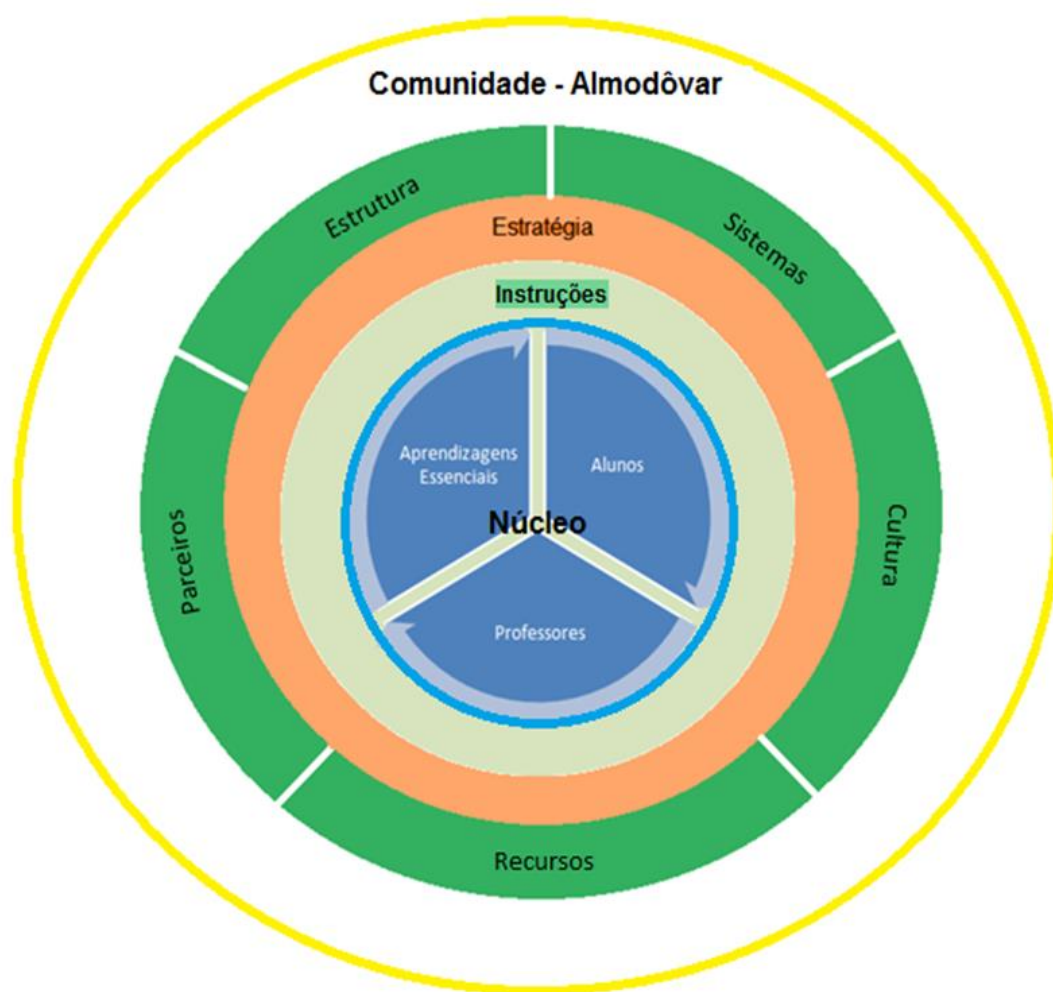 Comunidade - Almodôvar
Estrutura
Sistemas
Estratégia
Instruções
Aprendizagens
Essenciais
Alunos
Núcleo
Parceiros
Cultura
Professores
Recursos